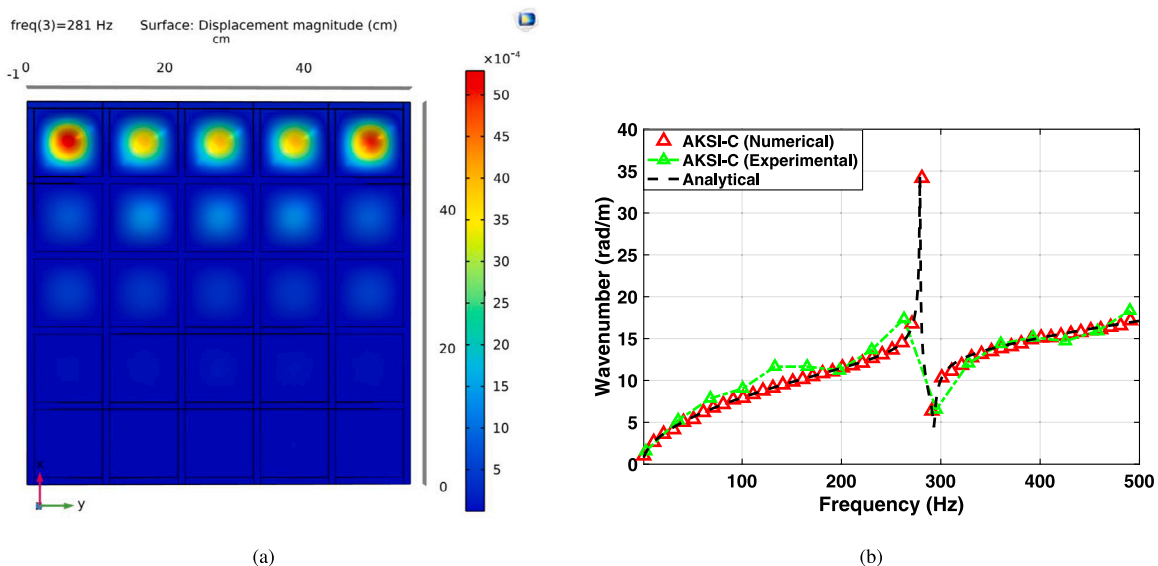 freq(3)=281 Hz Surface: Displacement magnitude (cm)
cm
-1 0 20 40
×10⁻⁴
50
45
40
35
30
25
20
15
10
5
40
20
0
x
y
(a)
40
35
30
25
20
15
10
5
0
Wavenumber (rad/m)
AKSI-C (Numerical)
AKSI-C (Experimental)
Analytical
100 200 300 400 500
Frequency (Hz)
(b)